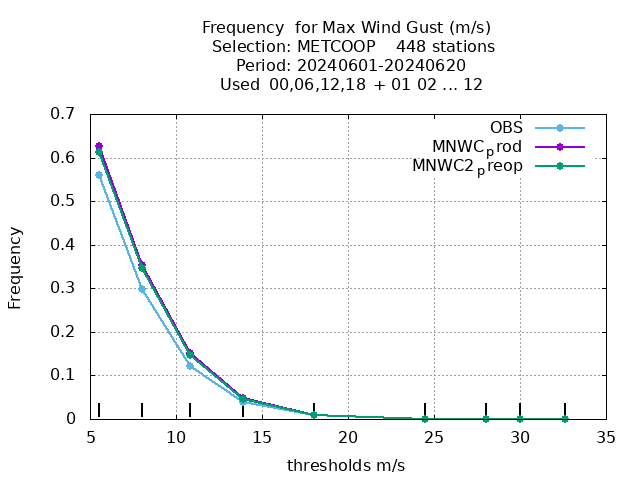 Frequency  for Max Wind Gust (m/s)
Selection: METCOOP    448 stations
Period: 20240601-20240620
Used  00,06,12,18  + 01 02 ... 12
0.7
0.6
0.5
0.4
0.3
0.2
0.1
0
Frequency
OBS
MNWCprod
MNWC2preop
5 10 15 20 25 30 35
thresholds m/s